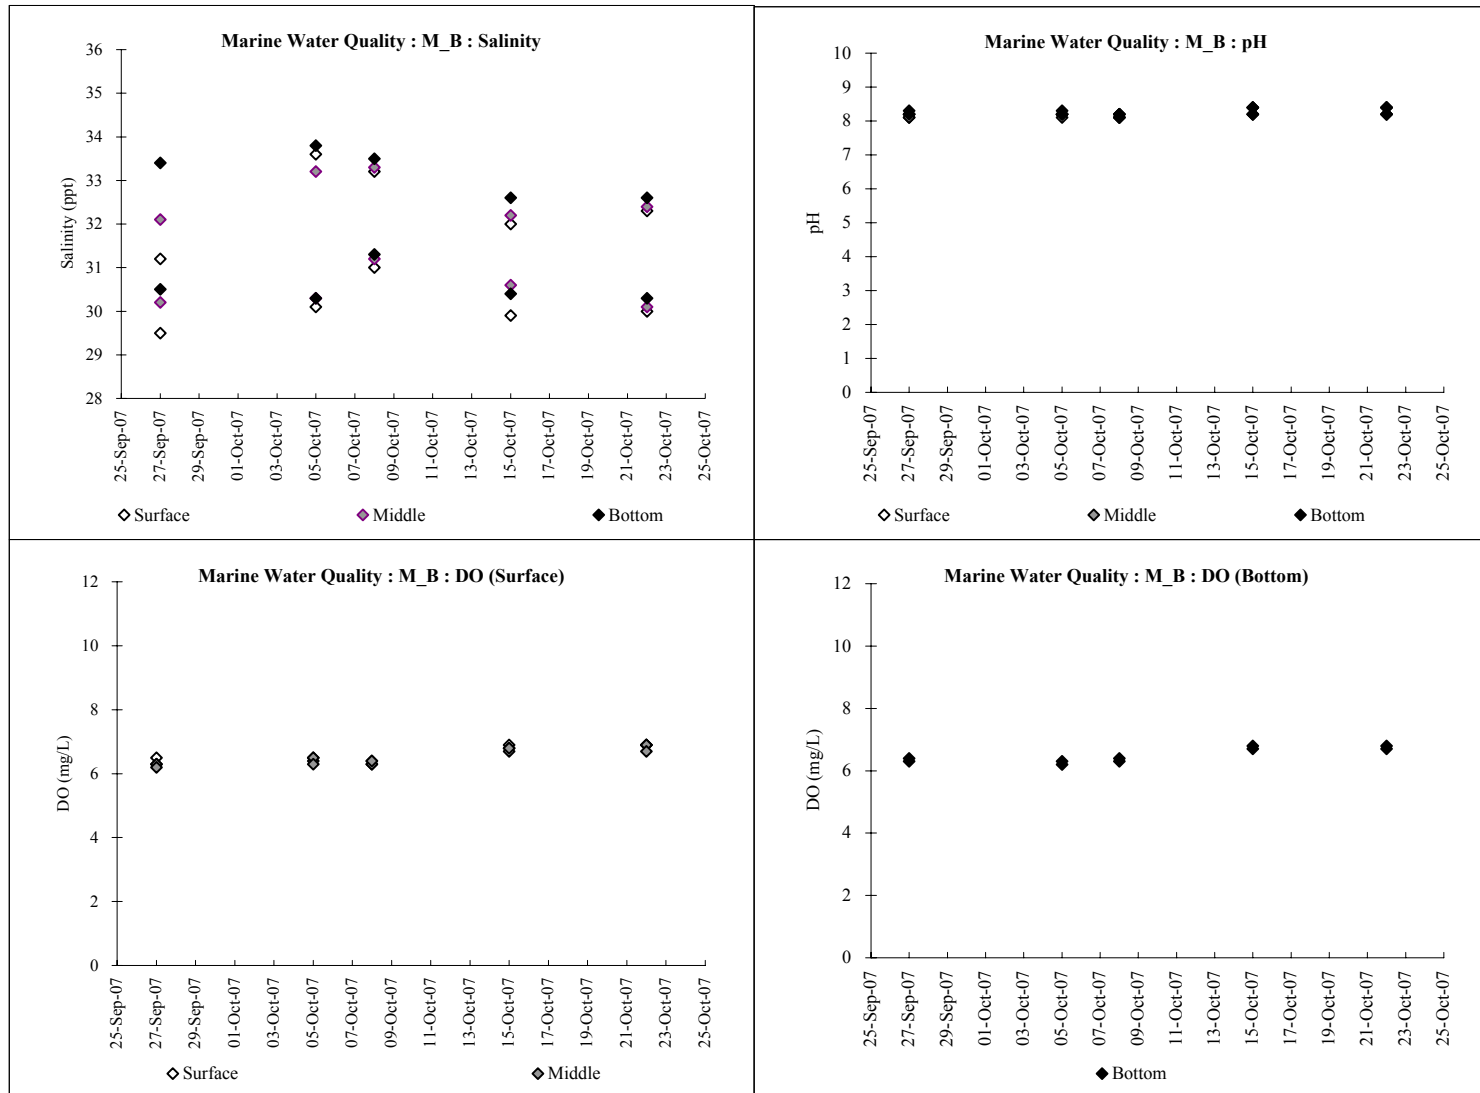 Marine Water Quality : M_B : Salinity
36
35
34
33
32
31
30
29
28
Salinity (ppt)
25-Sep-07
27-Sep-07
29-Sep-07
01-Oct-07
03-Oct-07
05-Oct-07
07-Oct-07
09-Oct-07
11-Oct-07
13-Oct-07
15-Oct-07
17-Oct-07
19-Oct-07
21-Oct-07
23-Oct-07
25-Oct-07
Surface Middle Bottom
Marine Water Quality : M_B : pH
10
9
8
7
6
5
4
3
2
1
0
pH
25-Sep-07
27-Sep-07
29-Sep-07
01-Oct-07
03-Oct-07
05-Oct-07
07-Oct-07
09-Oct-07
11-Oct-07
13-Oct-07
15-Oct-07
17-Oct-07
19-Oct-07
21-Oct-07
23-Oct-07
25-Oct-07
Surface Middle Bottom
Marine Water Quality : M_B : DO (Surface)
12
10
8
6
4
2
0
DO (mg/L)
25-Sep-07
27-Sep-07
29-Sep-07
01-Oct-07
03-Oct-07
05-Oct-07
07-Oct-07
09-Oct-07
11-Oct-07
13-Oct-07
15-Oct-07
17-Oct-07
19-Oct-07
21-Oct-07
23-Oct-07
25-Oct-07
Surface Middle
Marine Water Quality : M_B : DO (Bottom)
12
10
8
6
4
2
0
DO (mg/L)
25-Sep-07
27-Sep-07
29-Sep-07
01-Oct-07
03-Oct-07
05-Oct-07
07-Oct-07
09-Oct-07
11-Oct-07
13-Oct-07
15-Oct-07
17-Oct-07
19-Oct-07
21-Oct-07
23-Oct-07
25-Oct-07
Bottom